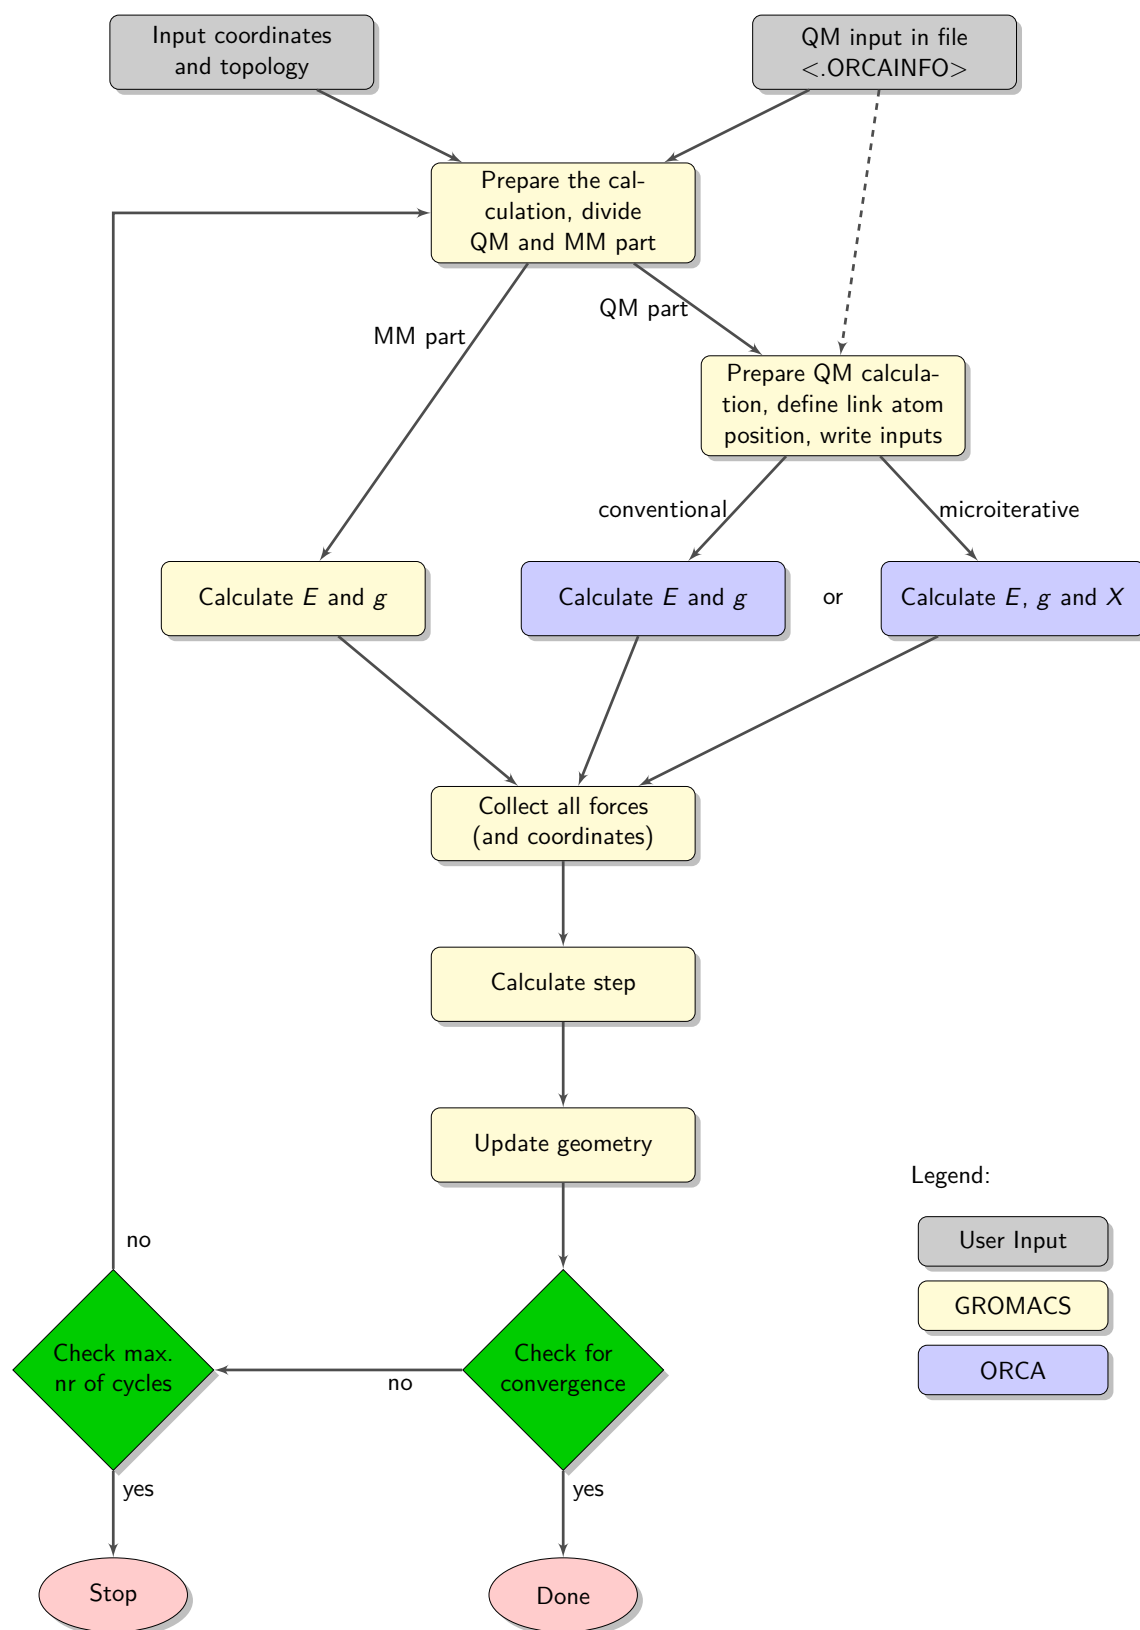 Input coordinates
and topology
QM input in file
<.ORCAINFO>
Prepare the cal-
culation, divide
QM and MM part
QM part
MM part
Prepare QM calcula-
tion, define link atom
position, write inputs
conventional
microiterative
Calculate E and g
Calculate E and g
or
Calculate E, g and X
Collect all forces
(and coordinates)
Calculate step
Update geometry
Legend:
User Input
GROMACS
ORCA
no
Check max.
nr of cycles
no
Check for
convergence
yes
yes
Stop
Done